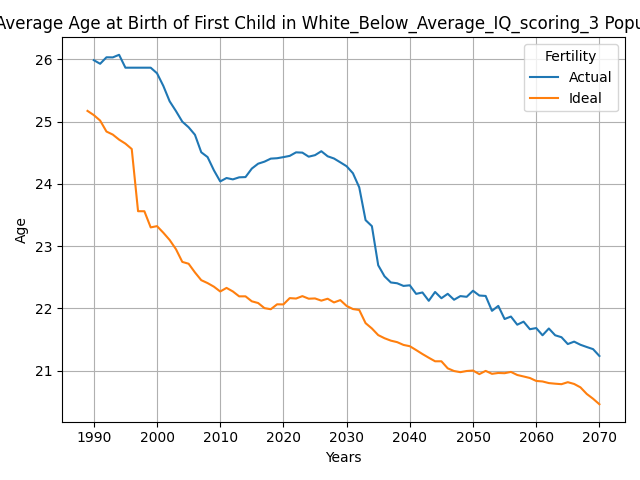 Average Age at Birth of First Child in White_Below_Average_IQ_scoring_3
Fertility
Actual
Ideal
26
25
24
23
22
21
Age
1990 2000 2010 2020 2030 2040 2050 2060 2070
Years